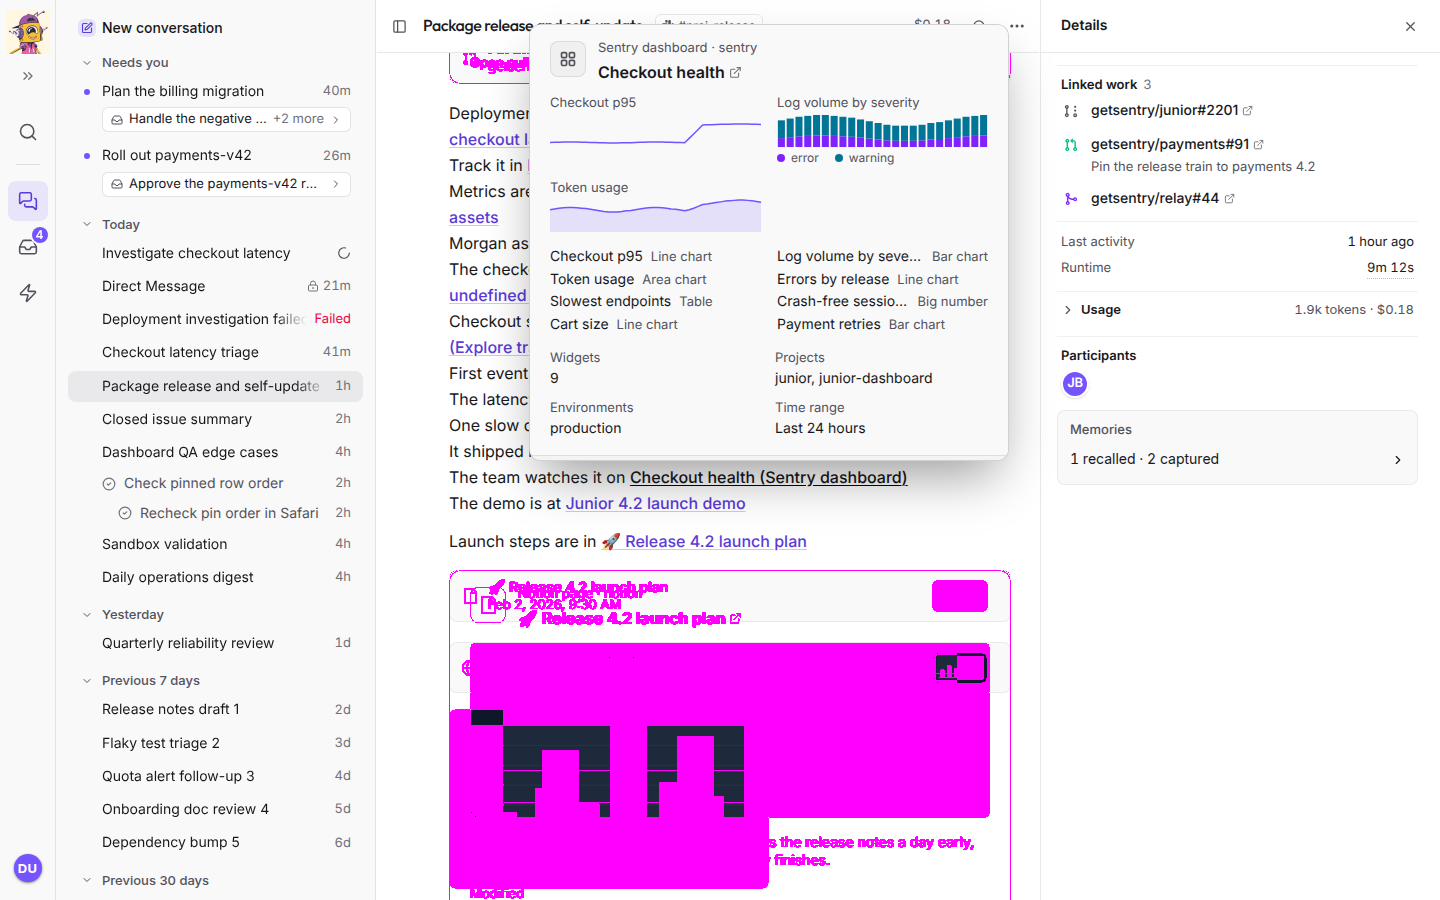 New conversation
Needs you
Plan the billing migration 40m
Handle the negative ... +2 more
Roll out payments-v42 26m
Approve the payments-v42 r...
Today
Investigate checkout latency
Direct Message 21m
Deployment investigation failed Failed
Checkout latency triage 41m
Package release and self-update 1h
Closed issue summary 2h
Dashboard QA edge cases 4h
Check pinned row order 2h
Recheck pin order in Safari 2h
Sandbox validation 4h
Daily operations digest 4h
Yesterday
Quarterly reliability review 1d
Previous 7 days
Release notes draft 1 2d
Flaky test triage 2 3d
Quota alert follow-up 3 4d
Onboarding doc review 4 5d
Dependency bump 5 6d
Previous 30 days
4
DU
Package release and self-update $0.18
Sentry dashboard · sentry
Checkout health
Checkout p95
Log volume by severity
error warning
Token usage
Checkout p95 Line chart
Log volume by seve... Bar chart
Token usage Area chart
Errors by release Line chart
Slowest endpoints Table
Crash-free sessio... Big number
Cart size Line chart
Payment retries Bar chart
Widgets
9
Projects
junior, junior-dashboard
Environments
production
Time range
Last 24 hours
Track it in
Metrics are
assets
Morgan as
undefined
Checkout s
(Explore tr
First event
The latenc
One slow
It shipped
The team watches it on Checkout health (Sentry dashboard)
The demo is at Junior 4.2 launch demo
Launch steps are in 🚀 Release 4.2 launch plan
🚀 Release 4.2 launch plan
Feb 2, 2026, 9:30 AM
🚀 Release 4.2 launch plan
s the release notes a day early,
finishes.
Details
Linked work 3
getsentry/junior#2201
getsentry/payments#91
Pin the release train to payments 4.2
getsentry/relay#44
Last activity 1 hour ago
Runtime 9m 12s
Usage 1.9k tokens · $0.18
Participants
JB
Memories
1 recalled · 2 captured